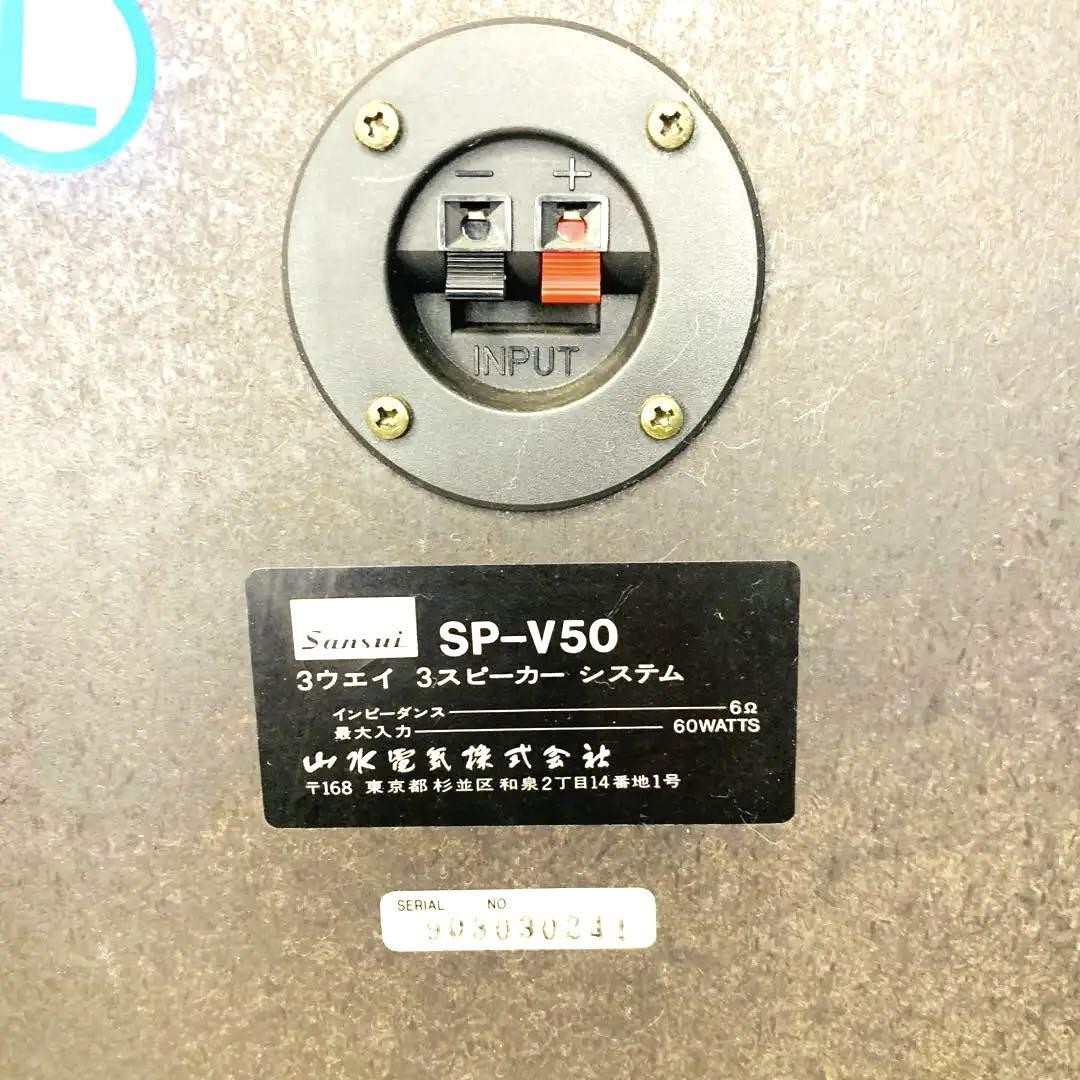 L
− +
INPUT
Sansui SP-V50
3ウエイ 3スピーカー システム
インピーダンス 6Ω
最大入力 60WATTS
山水電気株式会社
〒168 東京都杉並区和泉2丁目14番地1号
SERIAL NO
903030241